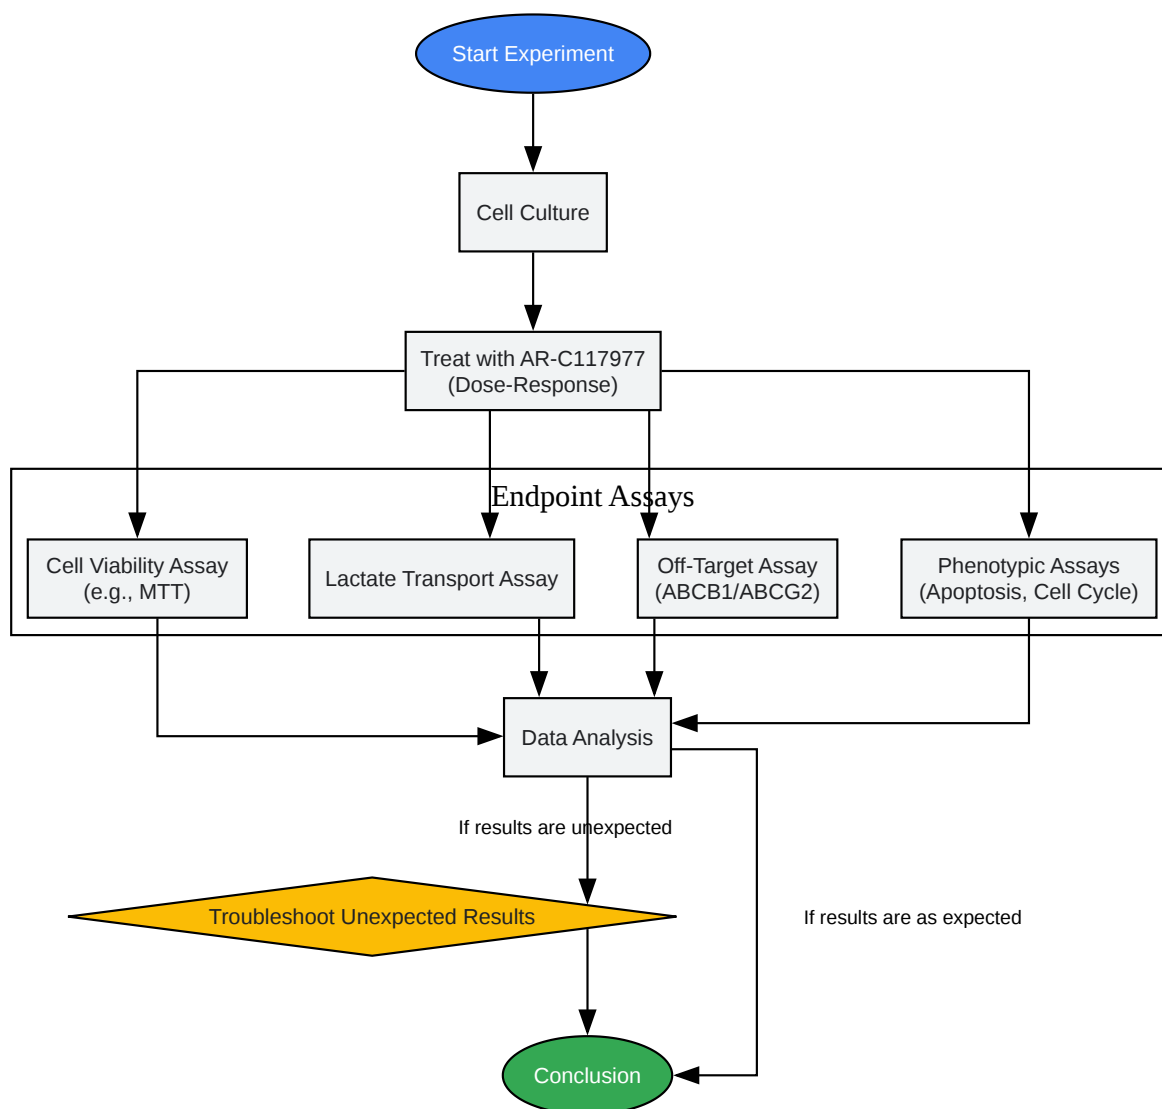 Start Experiment
Cell Culture
Treat with AR-C117977
(Dose-Response)
Endpoint Assays
Cell Viability Assay
(e.g., MTT)
Lactate Transport Assay
Off-Target Assay
(ABCB1/ABCG2)
Phenotypic Assays
(Apoptosis, Cell Cycle)
Data Analysis
If results are unexpected
Troubleshoot Unexpected Results
If results are as expected
Conclusion